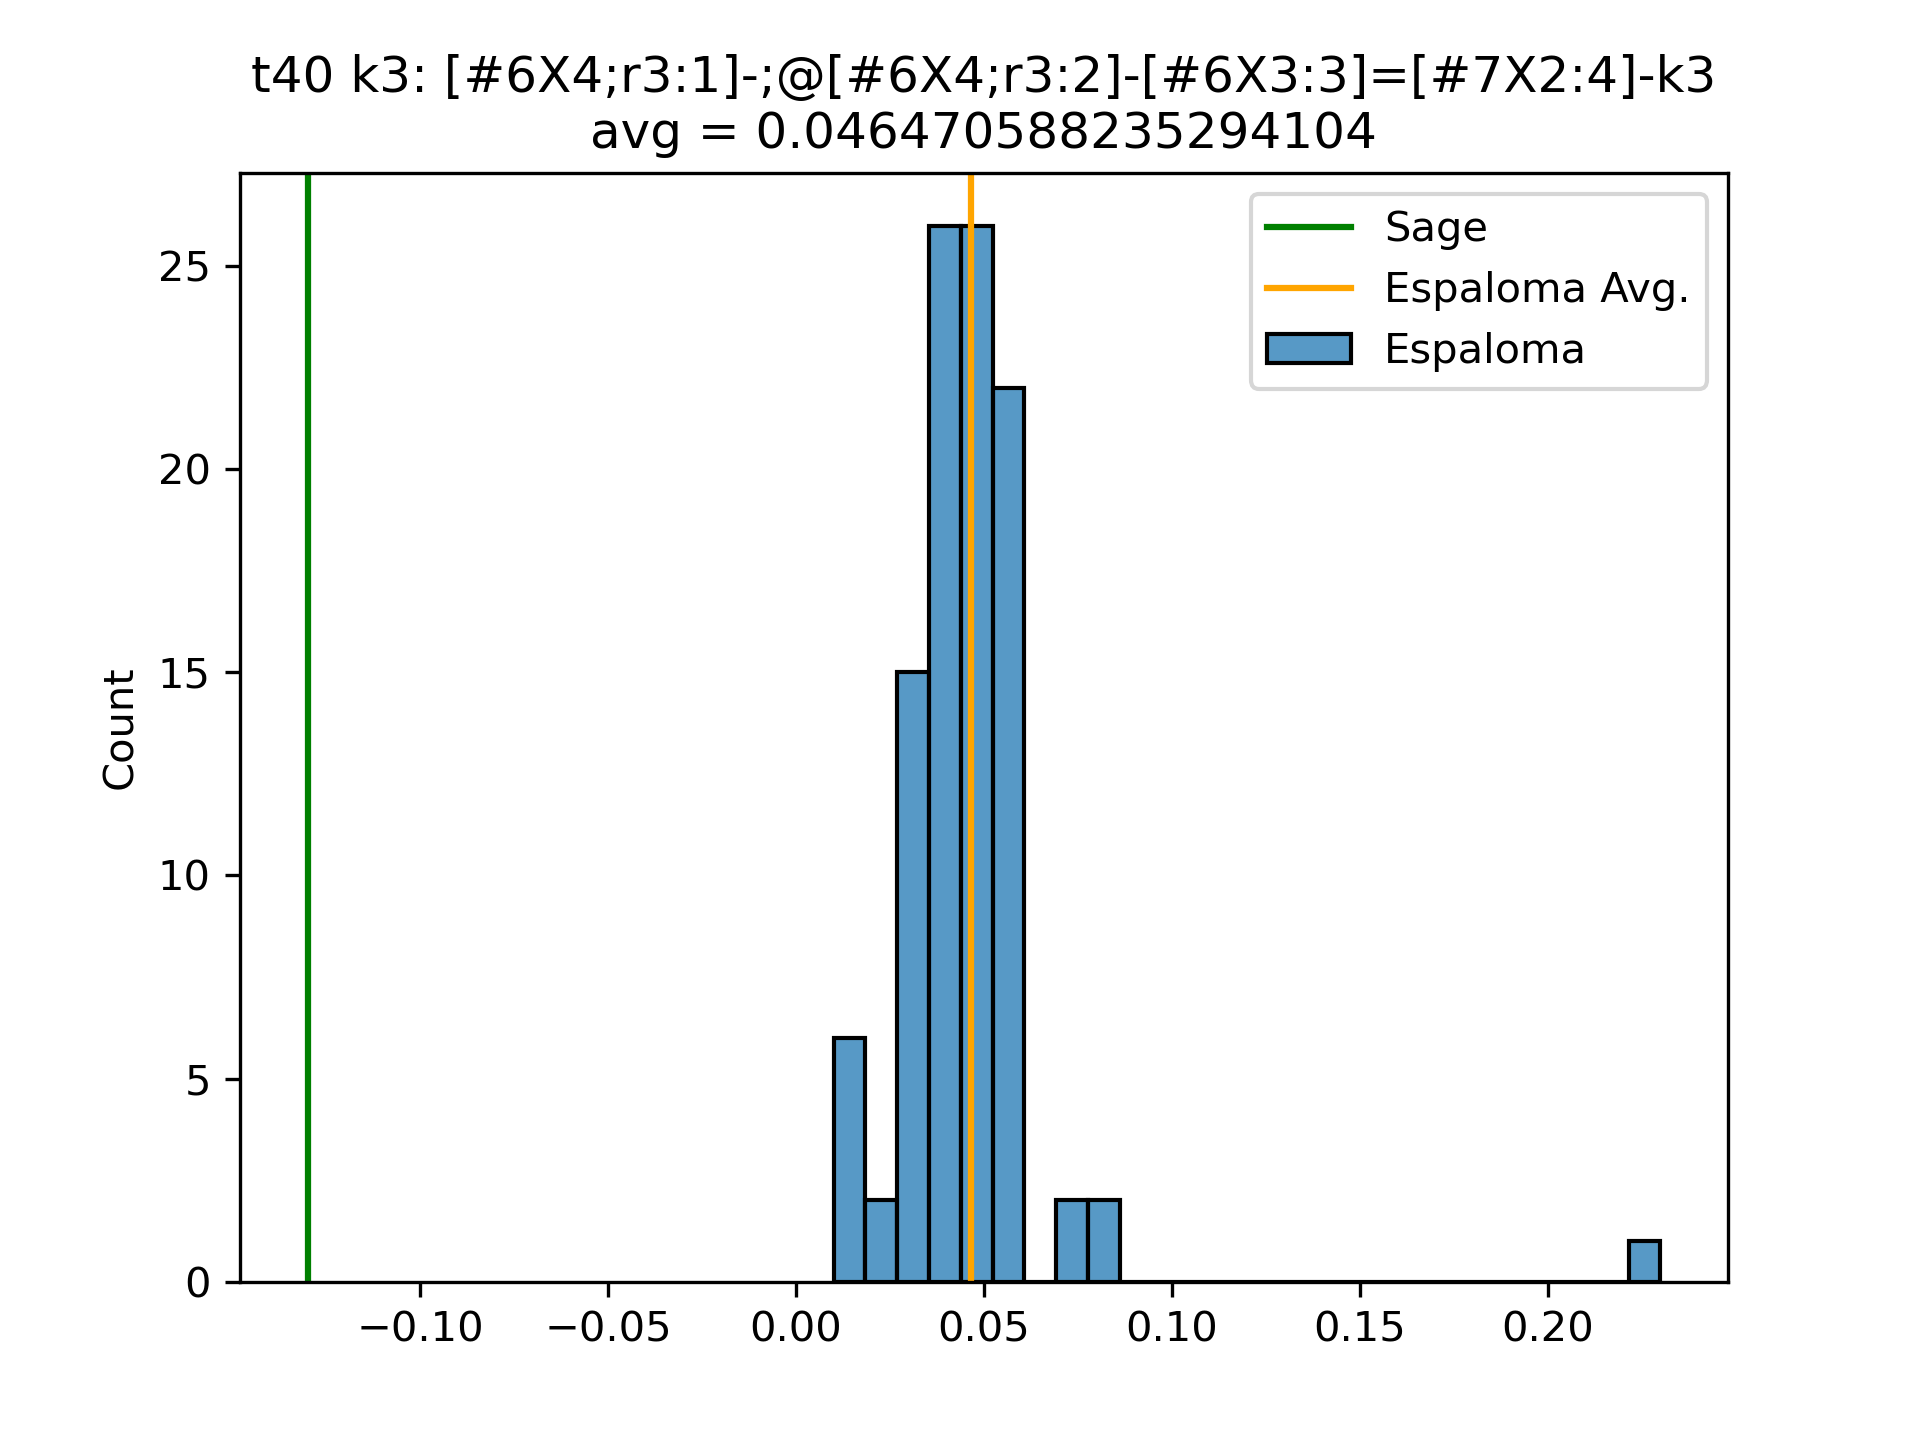 t40 k3: [#6X4;r3:1]-;@[#6X4;r3:2]-[#6X3:3]=[#7X2:4]-k3
avg = 0.046470588235294104
Sage
Espaloma Avg.
Espaloma
Count
25
20
15
10
5
0
−0.10 −0.05 0.00 0.05 0.10 0.15 0.20